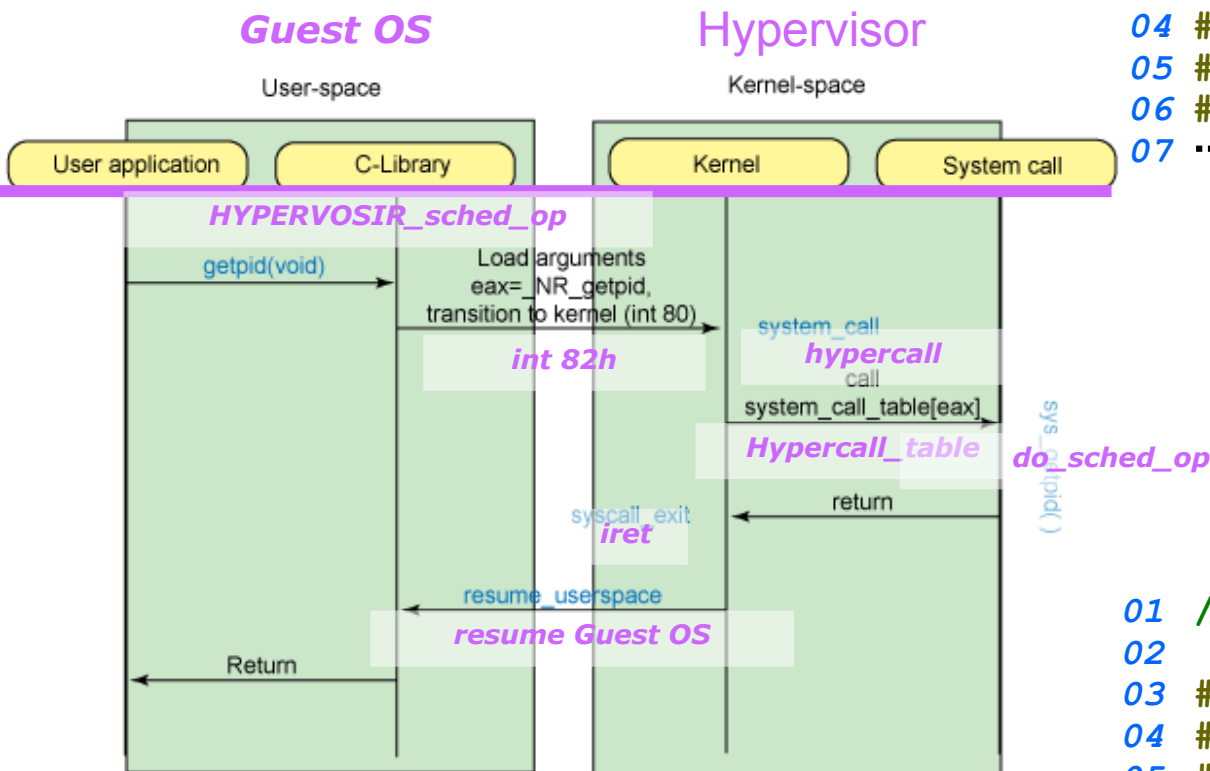 Guest OS
Hypervisor
User-space
Kernel-space
User application
C-Library
Kernel
System call
HYPERVOSIR_sched_op
getpid(void)
Load arguments
eax=_NR_getpid,
transition to kernel (int 80)
int 82h
system_call
hypercall
call
system_call_table[eax]
Hypercall_table
do_sched_op
sys_getpid( )
return
syscall_exit
iret
resume_userspace
resume Guest OS
Return
04 #
05 #
06 #
07
01 /
02
03 #
04 #